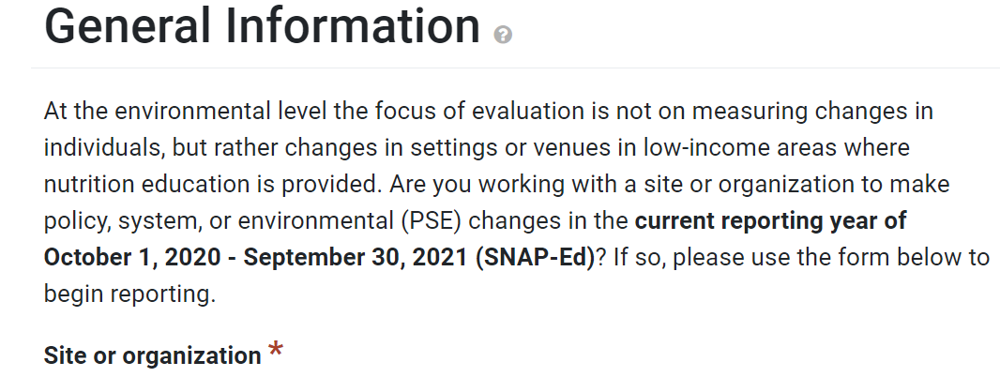 General Information ?
At the environmental level the focus of evaluation is not on measuring changes in
individuals, but rather changes in settings or venues in low-income areas where
nutrition education is provided. Are you working with a site or organization to make
policy, system, or environmental (PSE) changes in the current reporting year of
October 1, 2020 - September 30, 2021 (SNAP-Ed)? If so, please use the form below to
begin reporting.
Site or organization *